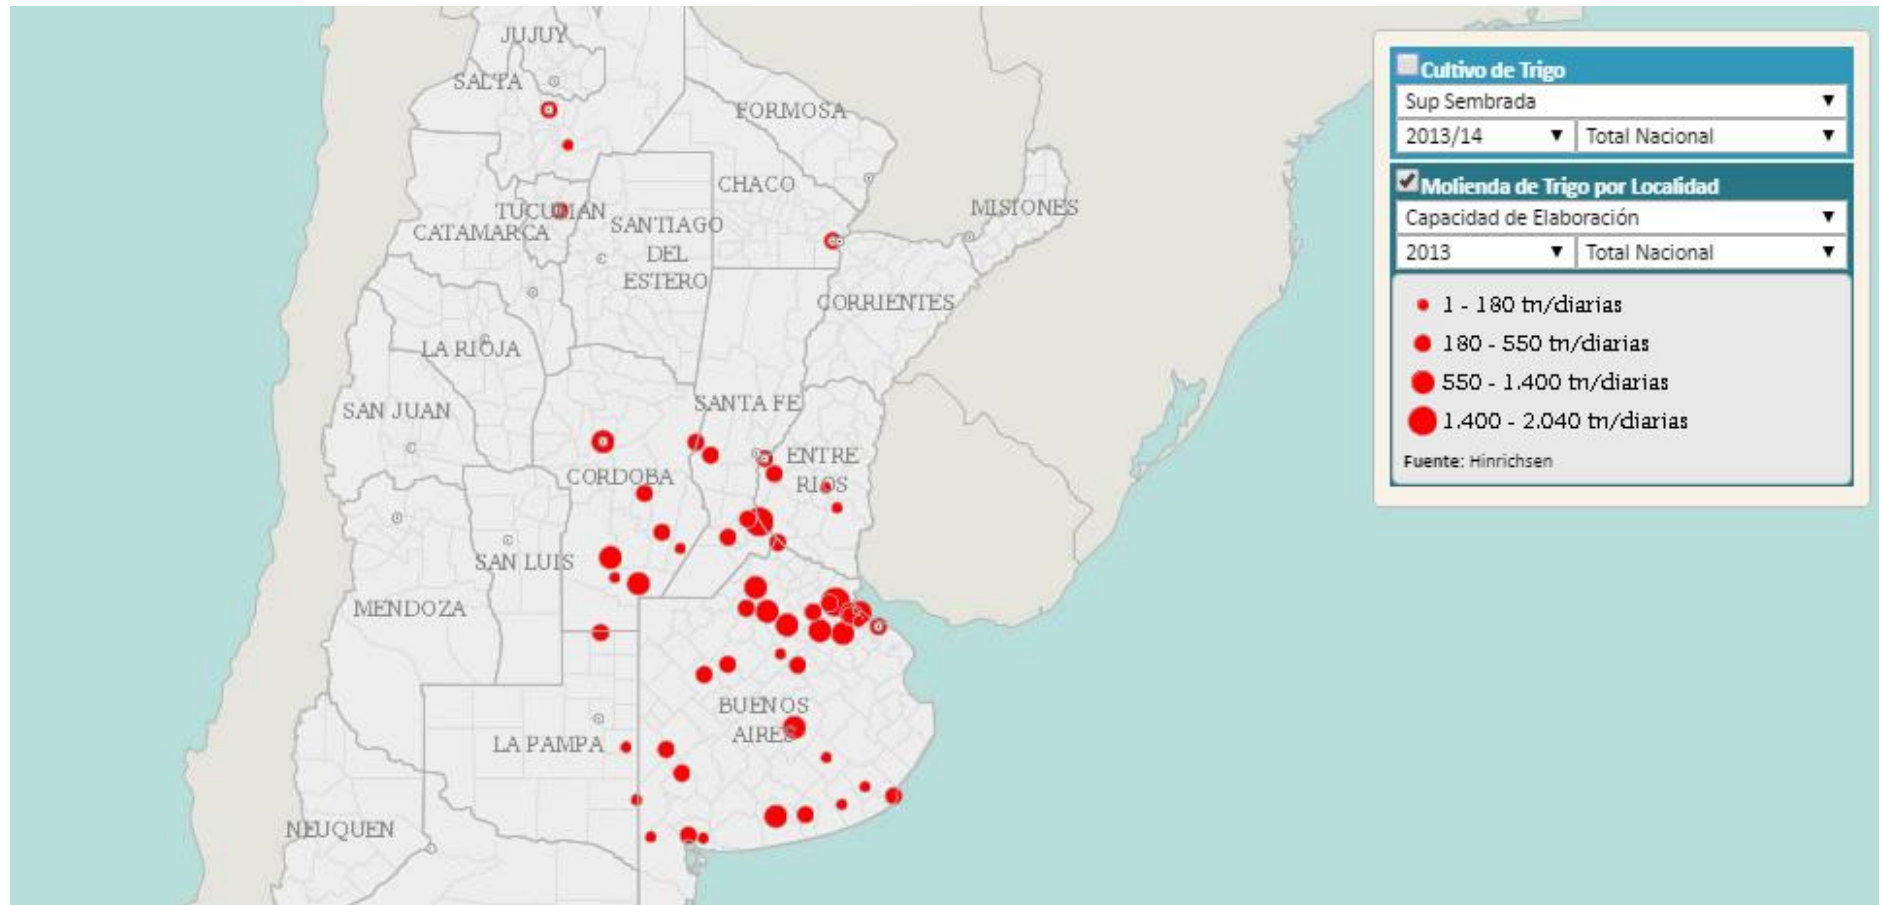 JUJUY
SALTA
FORMOSA
CHACO
MISIONES
TUCUMAN
CATAMARCA
SANTIAGO
DEL
ESTERO
CORRIENTES
LA RIOJA
SAN JUAN
SANTA FE
CORDOBA
ENTRE
RIOS
SAN LUIS
MENDOZA
BUENOS
AIRES
LA PAMPA
NEUQUEN
Cultivo de Trigo
Sup Sembrada
2013/14 Total Nacional
Molienda de Trigo por Localidad
Capacidad de Elaboración
2013 Total Nacional
1 - 180 tn/diarias
180 - 550 tn/diarias
550 - 1.400 tn/diarias
1.400 - 2.040 tn/diarias
Fuente: Hinrichsen